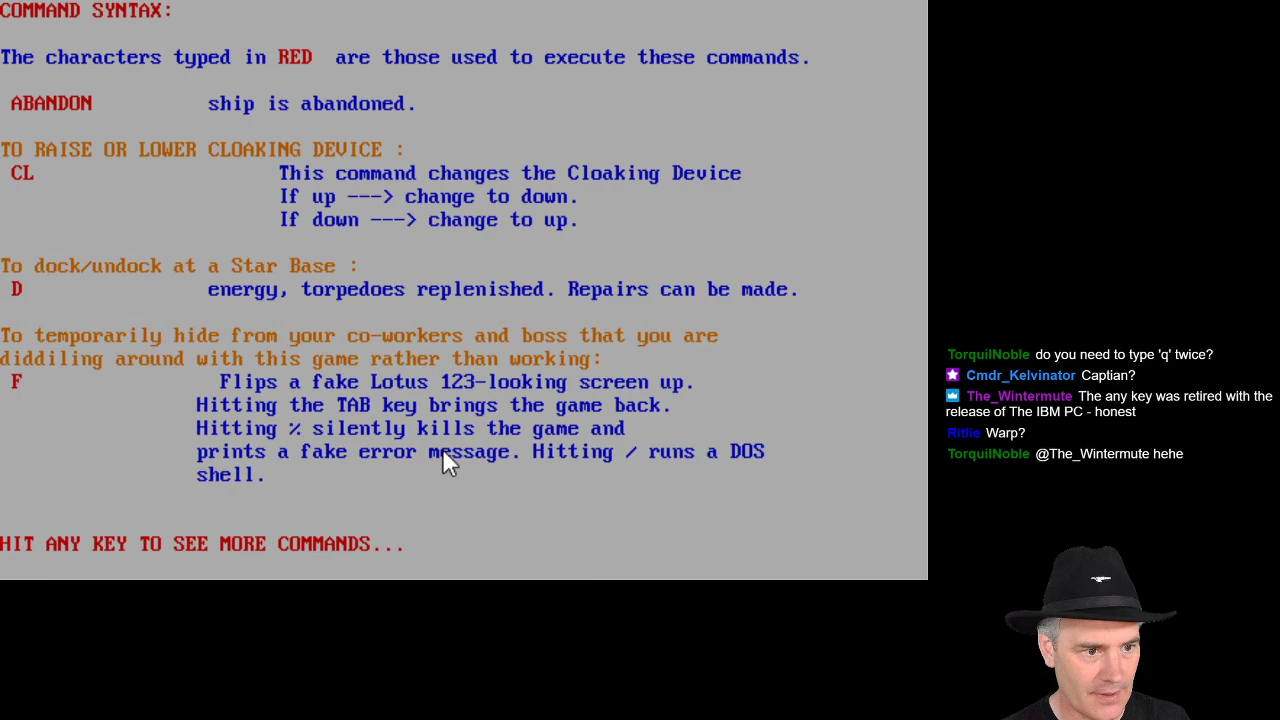 COMMAND SYNTAX:
The characters typed in RED are those used to execute these commands.
ABANDON ship is abandoned.
TO RAISE OR LOWER CLOAKING DEVICE :
CL This command changes the Cloaking Device
If up ---> change to down.
If down ---> change to up.
To dock/undock at a Star Base :
D energy, torpedoes replenished. Repairs can be made.
To temporarily hide from your co-workers and boss that you are
diddiling around with this game rather than working:
F Flips a fake Lotus 123-looking screen up.
Hitting the TAB key brings the game back.
Hitting % silently kills the game and
prints a fake error message. Hitting / runs a DOS
shell.
HIT ANY KEY TO SEE MORE COMMANDS...
TorquilNoble do you need to type 'q' twice?
Cmdr_Kelvinator Captian?
The_Wintermute The any key was retired with the
release of The IBM PC - honest
Ritlie Warp?
TorquilNoble @The_Wintermute hehe